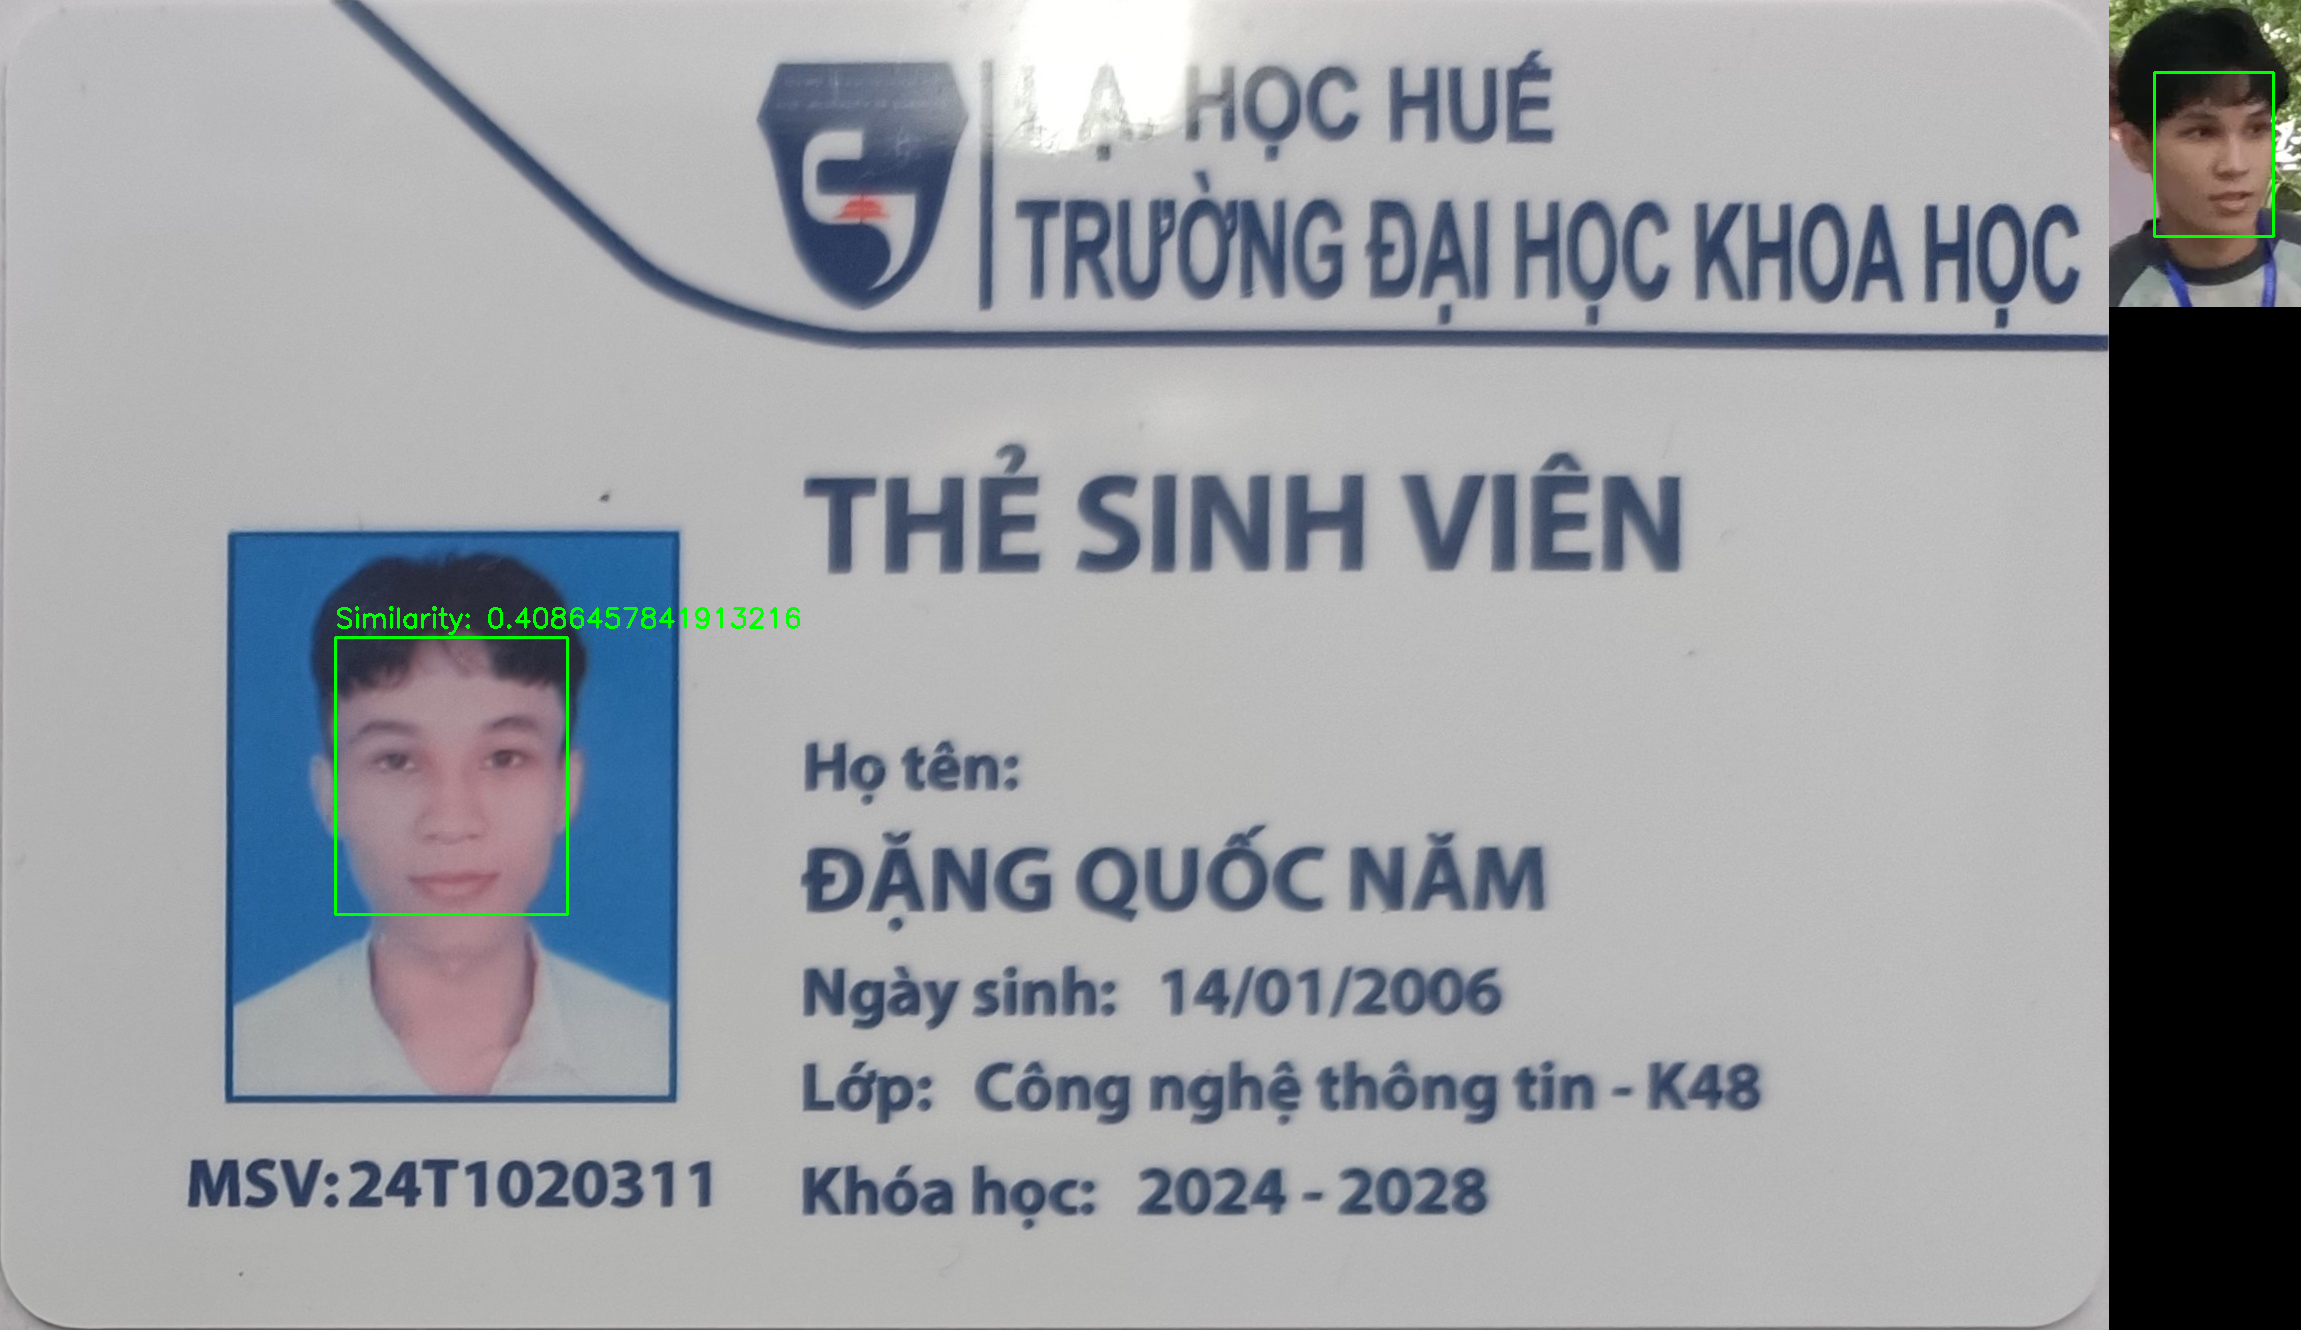 HỌC HUẾ
TRƯỜNG ĐẠI HỌC KHOA HỌC
THẺ SINH VIÊN
Similarity: 0.4086457841913216
Họ tên:
ĐẶNG QUỐC NĂM
Ngày sinh: 14/01/2006
Lớp: Công nghệ thông tin - K48
MSV: 24T1020311
Khóa học: 2024 - 2028